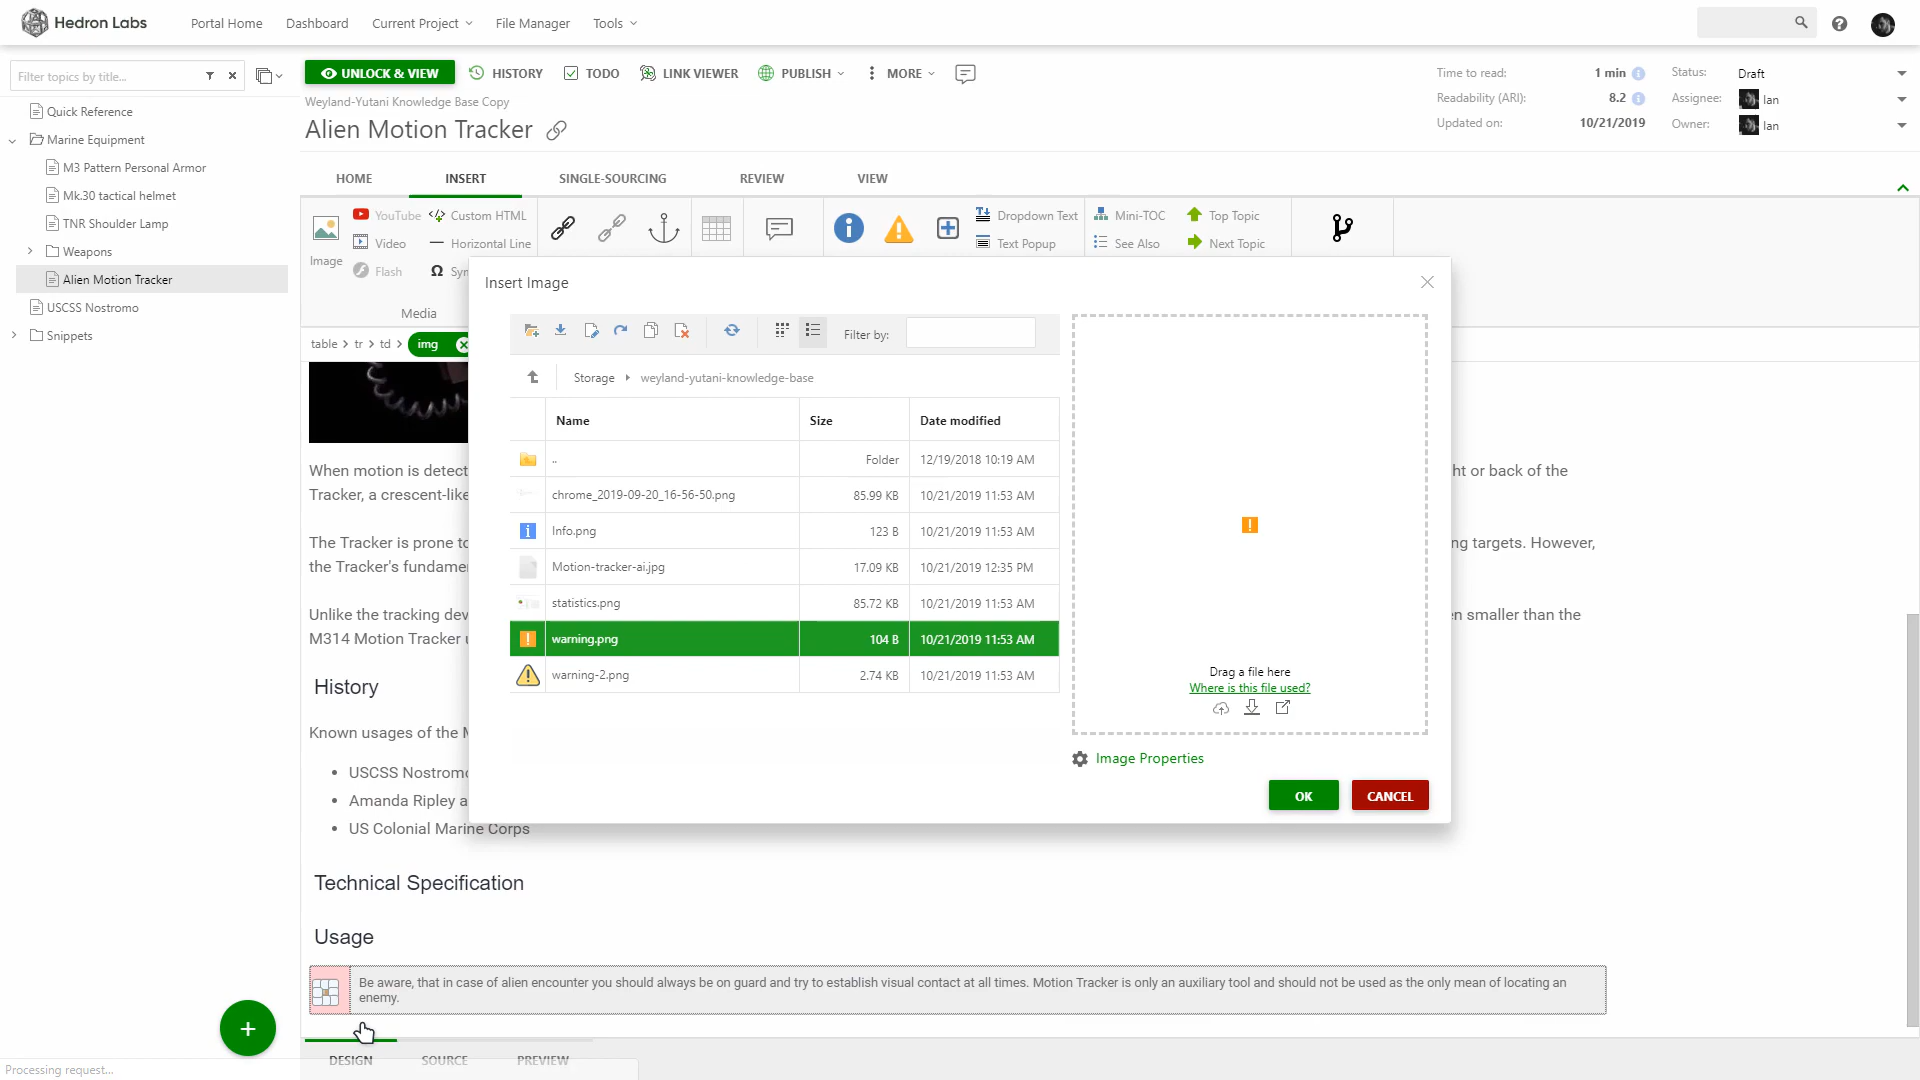 Hedron Labs
Portal Home
Dashboard
Current Project
File Manager
Tools
Filter topics by title...
Quick Reference
Marine Equipment
M3 Pattern Personal Armor
Mk.30 tactical helmet
TNR Shoulder Lamp
Weapons
Alien Motion Tracker
USCSS Nostromo
Snippets
UNLOCK & VIEW
HISTORY
TODO
LINK VIEWER
PUBLISH
MORE
Weyland-Yutani Knowledge Base Copy
Alien Motion Tracker
Time to read: 1 min
Readability (ARI): 8.2
Updated on: 10/21/2019
Status: Draft
Assignee: Ian
Owner: Ian
HOME
INSERT
SINGLE-SOURCING
REVIEW
VIEW
Image
YouTube
Video
Flash
Custom HTML
Horizontal Line
Ω Sym
Media
Dropdown Text
Text Popup
Mini-TOC
See Also
Top Topic
Next Topic
table > tr > td > img
Insert Image
Filter by:
Storage
weyland-yutani-knowledge-base
Name Size Date modified
.. Folder 12/19/2018 10:19 AM
chrome_2019-09-20_16-56-50.png 85.99 KB 10/21/2019 11:53 AM
Info.png 123 B 10/21/2019 11:53 AM
Motion-tracker-ai.jpg 17.09 KB 10/21/2019 12:35 PM
statistics.png 85.72 KB 10/21/2019 11:53 AM
warning.png 104 B 10/21/2019 11:53 AM
warning-2.png 2.74 KB 10/21/2019 11:53 AM
Drag a file here
Where is this file used?
Image Properties
OK
CANCEL
When motion is detect
ht or back of the
Tracker, a crescent-like
The Tracker is prone to
ng targets. However,
the Tracker's fundame
Unlike the tracking dev
en smaller than the
M314 Motion Tracker
History
Known usages of the
USCSS Nostromo
Amanda Ripley a
US Colonial Marine Corps
Technical Specification
Usage
Be aware, that in case of alien encounter you should always be on guard and try to establish visual contact at all times. Motion Tracker is only an auxiliary tool and should not be used as the only mean of locating an
enemy.
DESIGN
SOURCE
PREVIEW
Processing request...